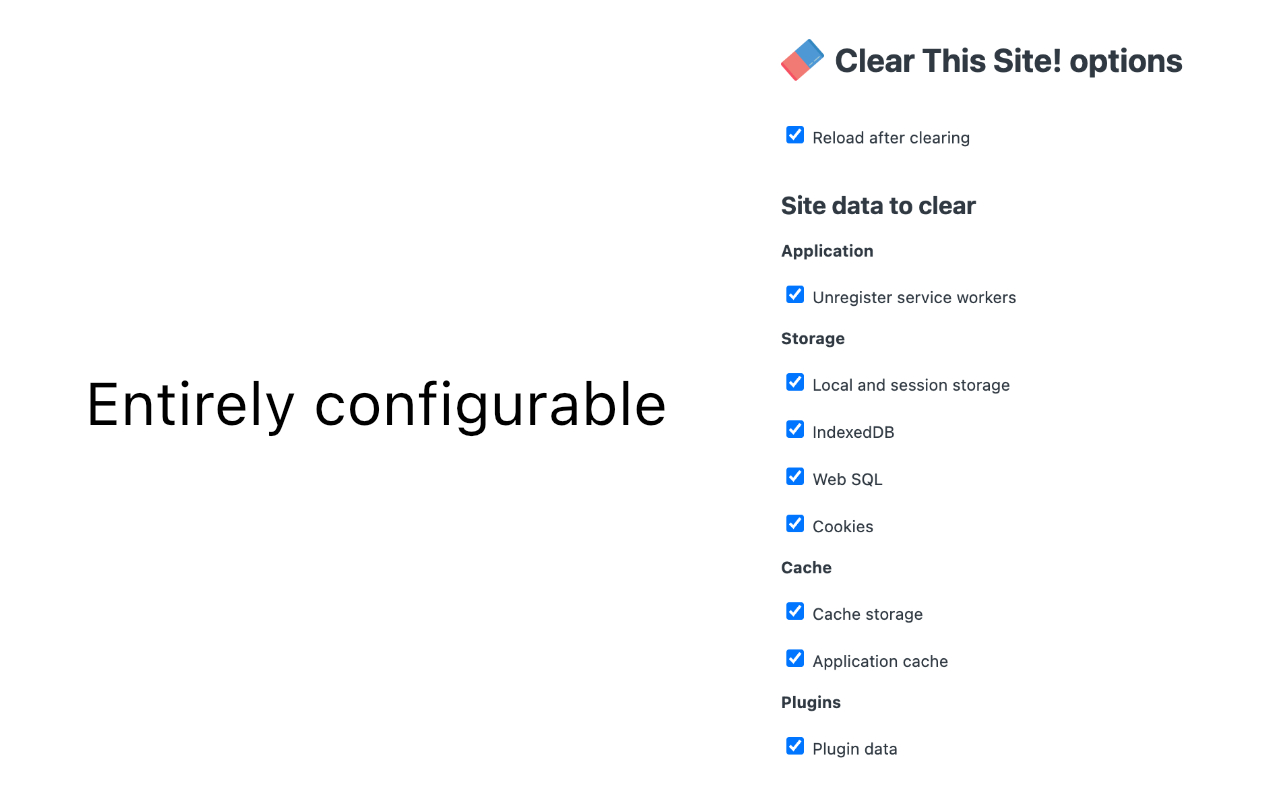 Entirely configurable
Clear This Site! options
Reload after clearing
Site data to clear
Application
Unregister service workers
Storage
Local and session storage
IndexedDB
Web SQL
Cookies
Cache
Cache storage
Application cache
Plugins
Plugin data